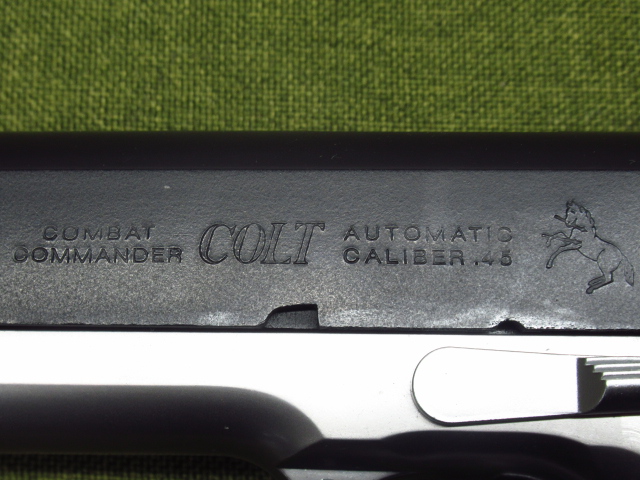 COMBAT
COMMANDER
COLT
AUTOMATIC
CALIBER .45